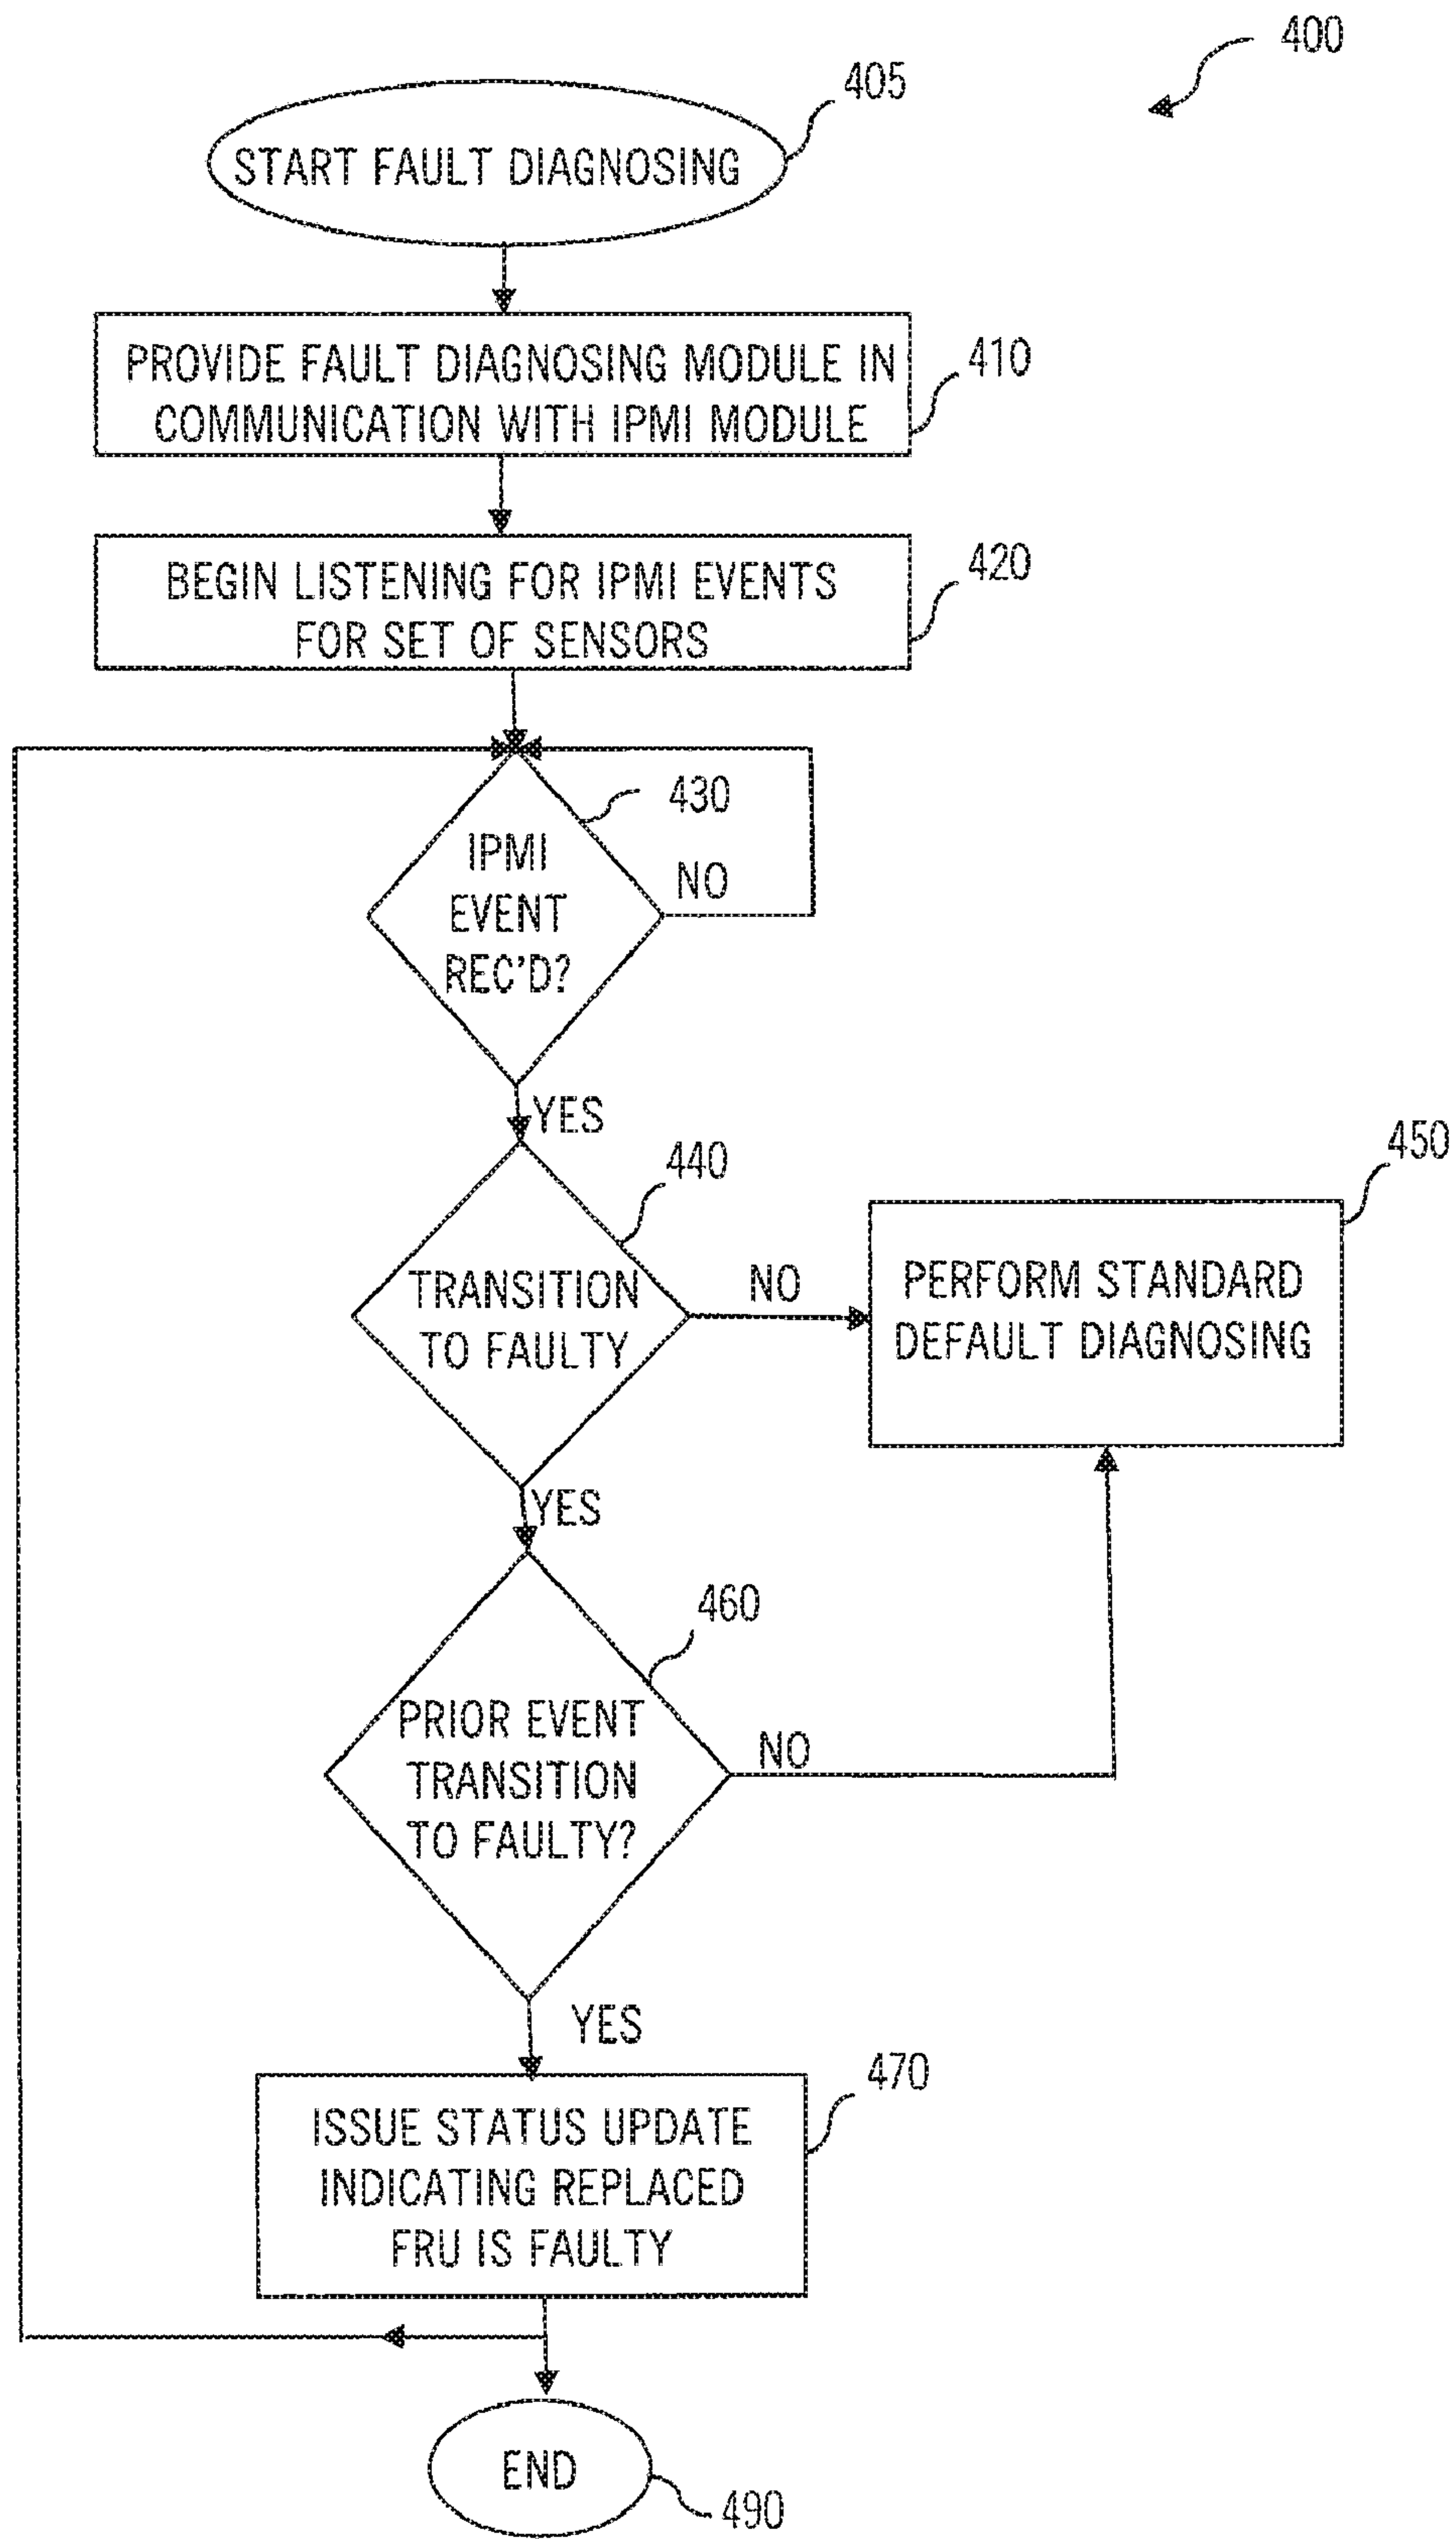 400
405
START FAULT DIAGNOSING
PROVIDE FAULT DIAGNOSING MODULE IN
COMMUNICATION WITH IPMI MODULE
410
BEGIN LISTENING FOR IPMI EVENTS
FOR SET OF SENSORS
420
430
IPMI
EVENT
REC'D?
NO
YES
440
TRANSITION
TO FAULTY
NO
450
PERFORM STANDARD
DEFAULT DIAGNOSING
YES
460
PRIOR EVENT
TRANSITION
TO FAULTY?
NO
YES
470
ISSUE STATUS UPDATE
INDICATING REPLACED
FRU IS FAULTY
END
490